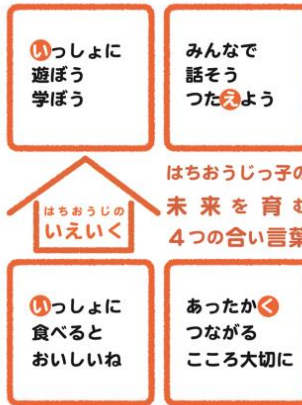 いっしょに
遊ぼう
学ぼう
みんなで
話そう
つたえよう
はちおうじの
いえいく
はちおうじっ子の
未来を育む
4つの合い言葉
いっしょに
食べると
おいしいね
あったかく
つながる
こころ大切に